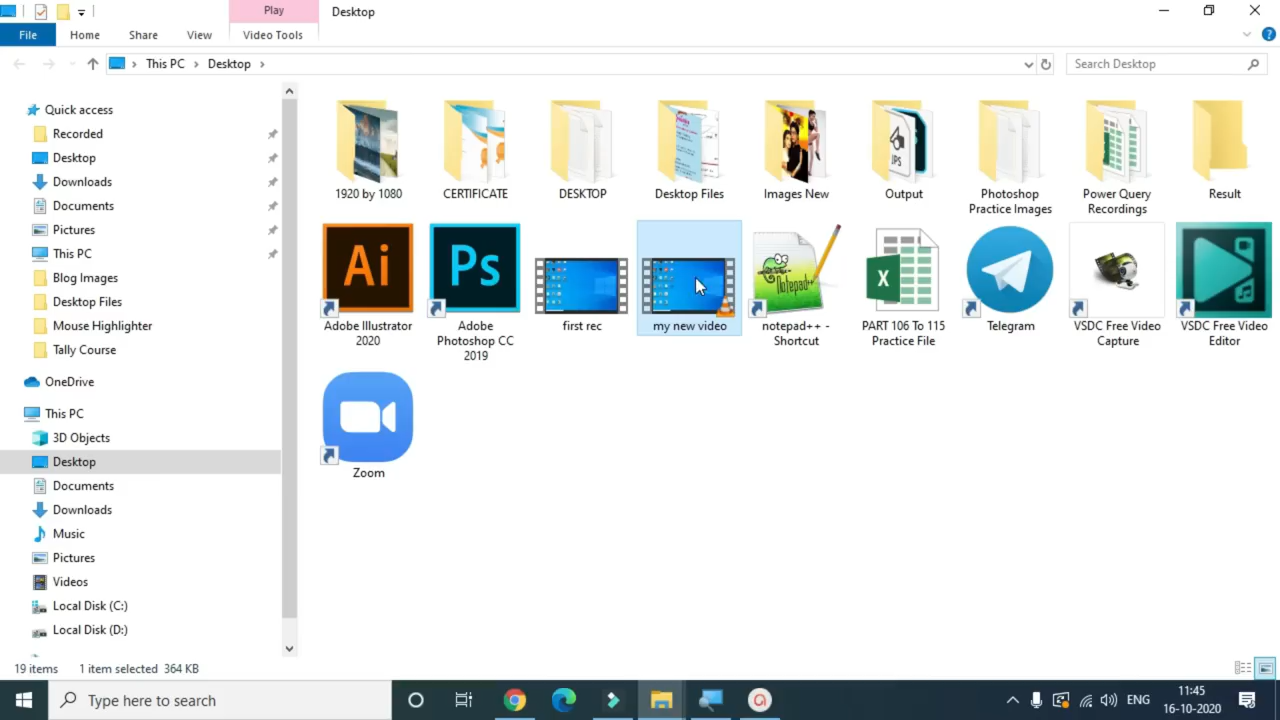 Play
Desktop
File
Home
Share
View
Video Tools
This PC
Desktop
Search Desktop
Quick access
Recorded
Desktop
Downloads
Documents
Pictures
This PC
Blog Images
Desktop Files
Mouse Highlighter
Tally Course
OneDrive
This PC
3D Objects
Desktop
Documents
Downloads
Music
Pictures
Videos
Local Disk (C:)
Local Disk (D:)
1920 by 1080
CERTIFICATE
DESKTOP
Desktop Files
Images New
Output
Photoshop
Practice Images
Power Query
Recordings
Result
Adobe Illustrator
2020
Adobe
Photoshop CC
2019
first rec
my new video
notepad++ -
Shortcut
PART 106 To 115
Practice File
Telegram
VSDC Free Video
Capture
VSDC Free Video
Editor
Zoom
Ai
Ps
Notepad++
X
JPS
19 items
1 item selected 364 KB
Type here to search
ENG
11:45
16-10-2020